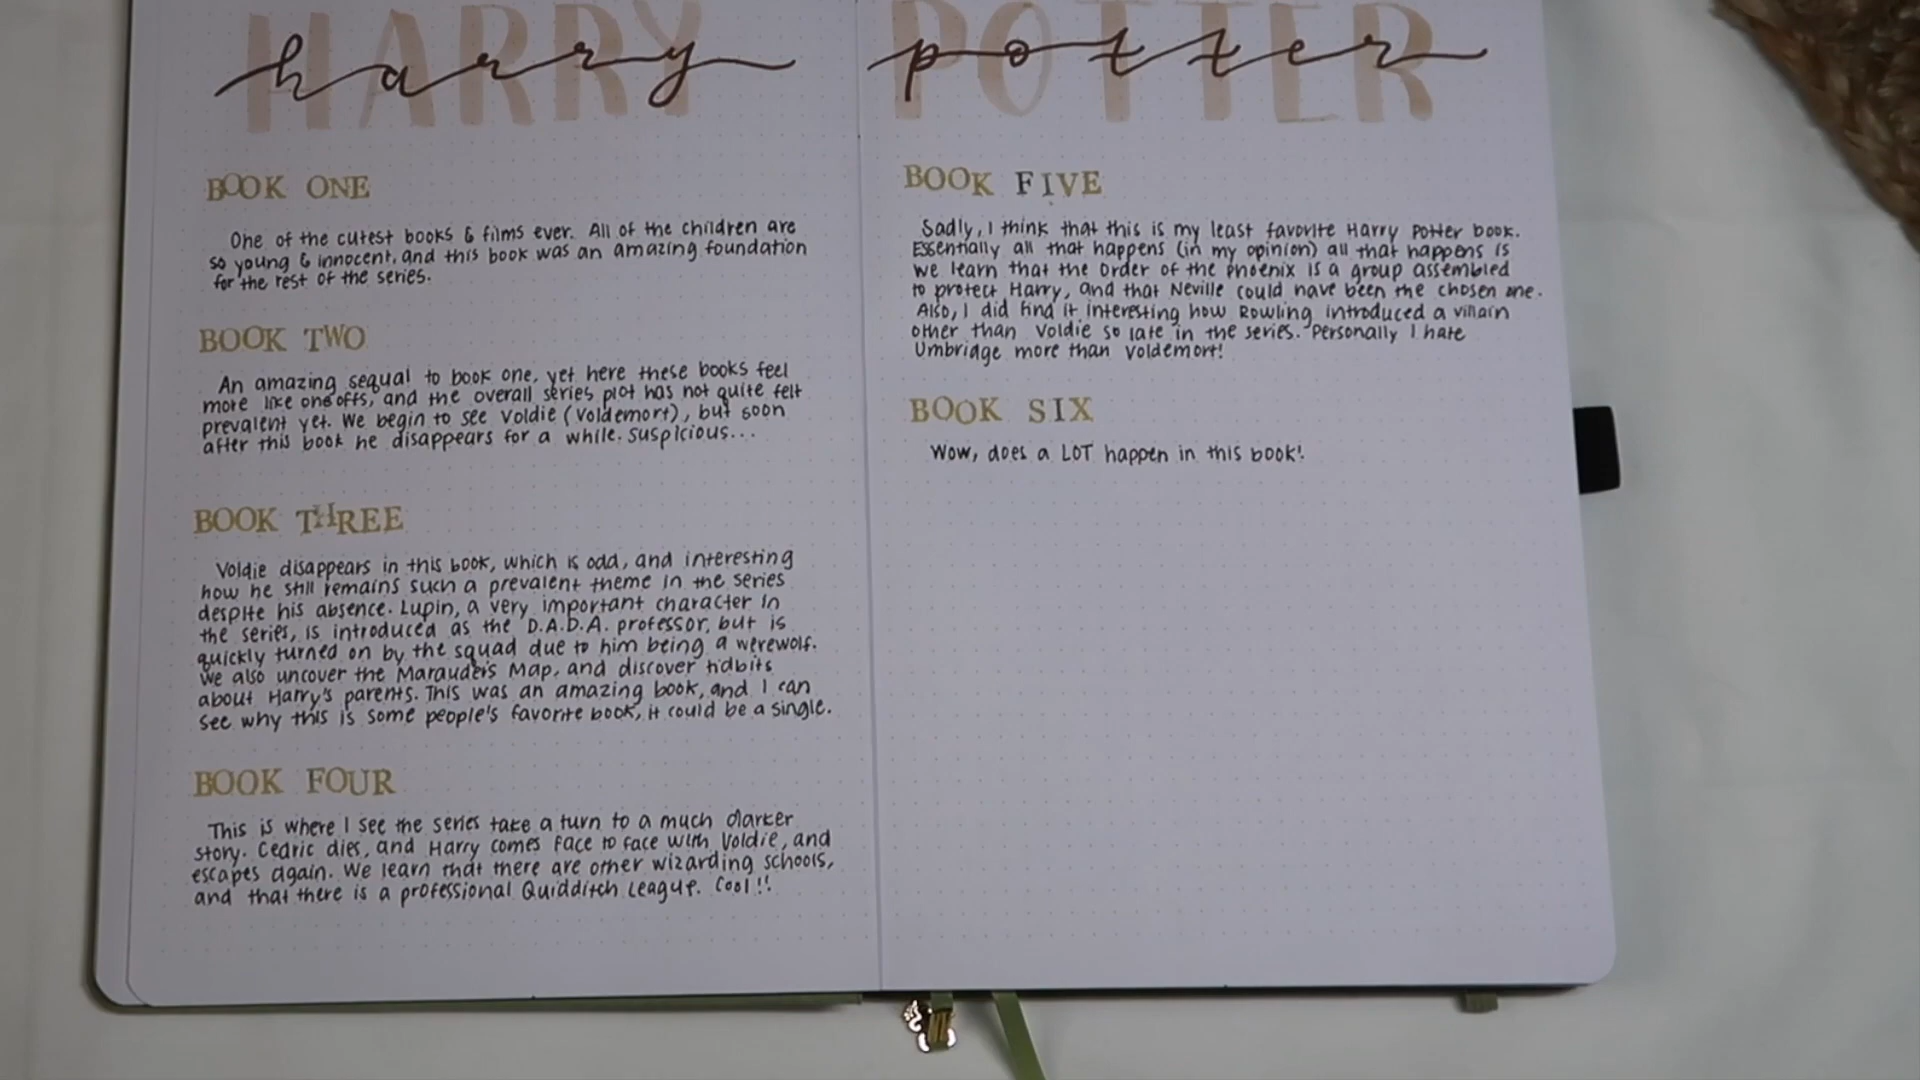 HARRY POTTER
harry potter
BOOK ONE
One of the cutest books & films ever. All of the children are
so young & innocent, and this book was an amazing foundation
for the rest of the series.
BOOK TWO
An amazing sequal to book one, yet here these books feel
more like one offs, and the overall series plot has not quite felt
prevalent yet. We begin to see Voldie (Voldemort), but soon
after this book he disappears for a while. Suspicious...
BOOK THREE
Voldie disappears in this book, which is odd, and interesting
how he still remains such a prevalent theme in the series
despite his absence. Lupin, a very important character in
the series, is introduced as the D.A.D.A. professor, but is
quickly turned on by the squad due to him being a werewolf.
We also uncover the Marauders Map, and discover tidbits
about Harry's parents. This was an amazing book, and I can
see why this is some people's favorite book, it could be a single.
BOOK FOUR
This is where I see the series take a turn to a much darker
story. Cedric dies, and Harry comes face to face with Voldie, and
escapes again. We learn that there are other wizarding schools,
and that there is a professional Quidditch League. Cool!!
BOOK FIVE
Sadly, I think that this is my least favorite Harry Potter book.
Essentially all that happens (in my opinion) all that happens is
we learn that the Order of the Phoenix is a group assembled
to protect Harry, and that Neville could have been the chosen one.
Also, I did find it interesting how Rowling introduced a villain
other than Voldie so late in the series. Personally I hate
Umbridge more than Voldemort!
BOOK SIX
Wow, does a LOT happen in this book!